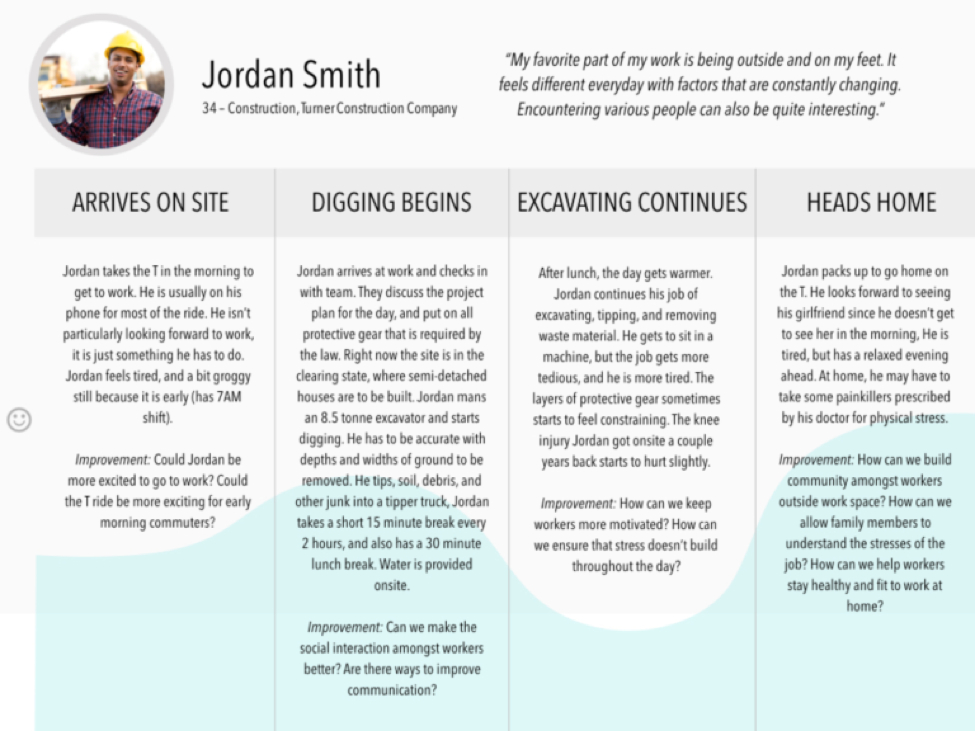 Jordan Smith
34 – Construction, Turner Construction Company
“My favorite part of my work is being outside and on my feet. It
feels different everyday with factors that are constantly changing.
Encountering various people can also be quite interesting.”
ARRIVES ON SITE
Jordan takes the T in the morning to
get to work. He is usually on his
phone for most of the ride. He isn't
particularly looking forward to work,
it is just something he has to do.
Jordan feels tired, and a bit groggy
still because it is early (has 7AM
shift).
Improvement: Could Jordan be
more excited to go to work? Could
the T ride be more exciting for early
morning commuters?
DIGGING BEGINS
Jordan arrives at work and checks in
with team. They discuss the project
plan for the day, and put on all
protective gear that is required by
the law. Right now the site is in the
clearing state, where semi-detached
houses are to be built. Jordan mans
an 8.5 tonne excavator and starts
digging. He has to be accurate with
depths and widths of ground to be
removed. He tips, soil, debris, and
other junk into a tipper truck, Jordan
takes a short 15 minute break every
2 hours, and also has a 30 minute
lunch break. Water is provided
onsite.
Improvement: Can we make the
social interaction amongst workers
better? Are there ways to improve
communication?
EXCAVATING CONTINUES
After lunch, the day gets warmer.
Jordan continues his job of
excavating, tipping, and removing
waste material. He gets to sit in a
machine, but the job gets more
tedious, and he is more tired. The
layers of protective gear sometimes
starts to feel constraining. The knee
injury Jordan got onsite a couple
years back starts to hurt slightly.
Improvement: How can we keep
workers more motivated? How can
we ensure that stress doesn't build
throughout the day?
HEADS HOME
Jordan packs up to go home on
the T. He looks forward to seeing
his girlfriend since he doesn't get
to see her in the morning, He is
tired, but has a relaxed evening
ahead. At home, he may have to
take some painkillers prescribed
by his doctor for physical stress.
Improvement: How can we build
community amongst workers
outside work space? How can we
allow family members to
understand the stresses of the
job? How can we help workers
stay healthy and fit to work at
home?